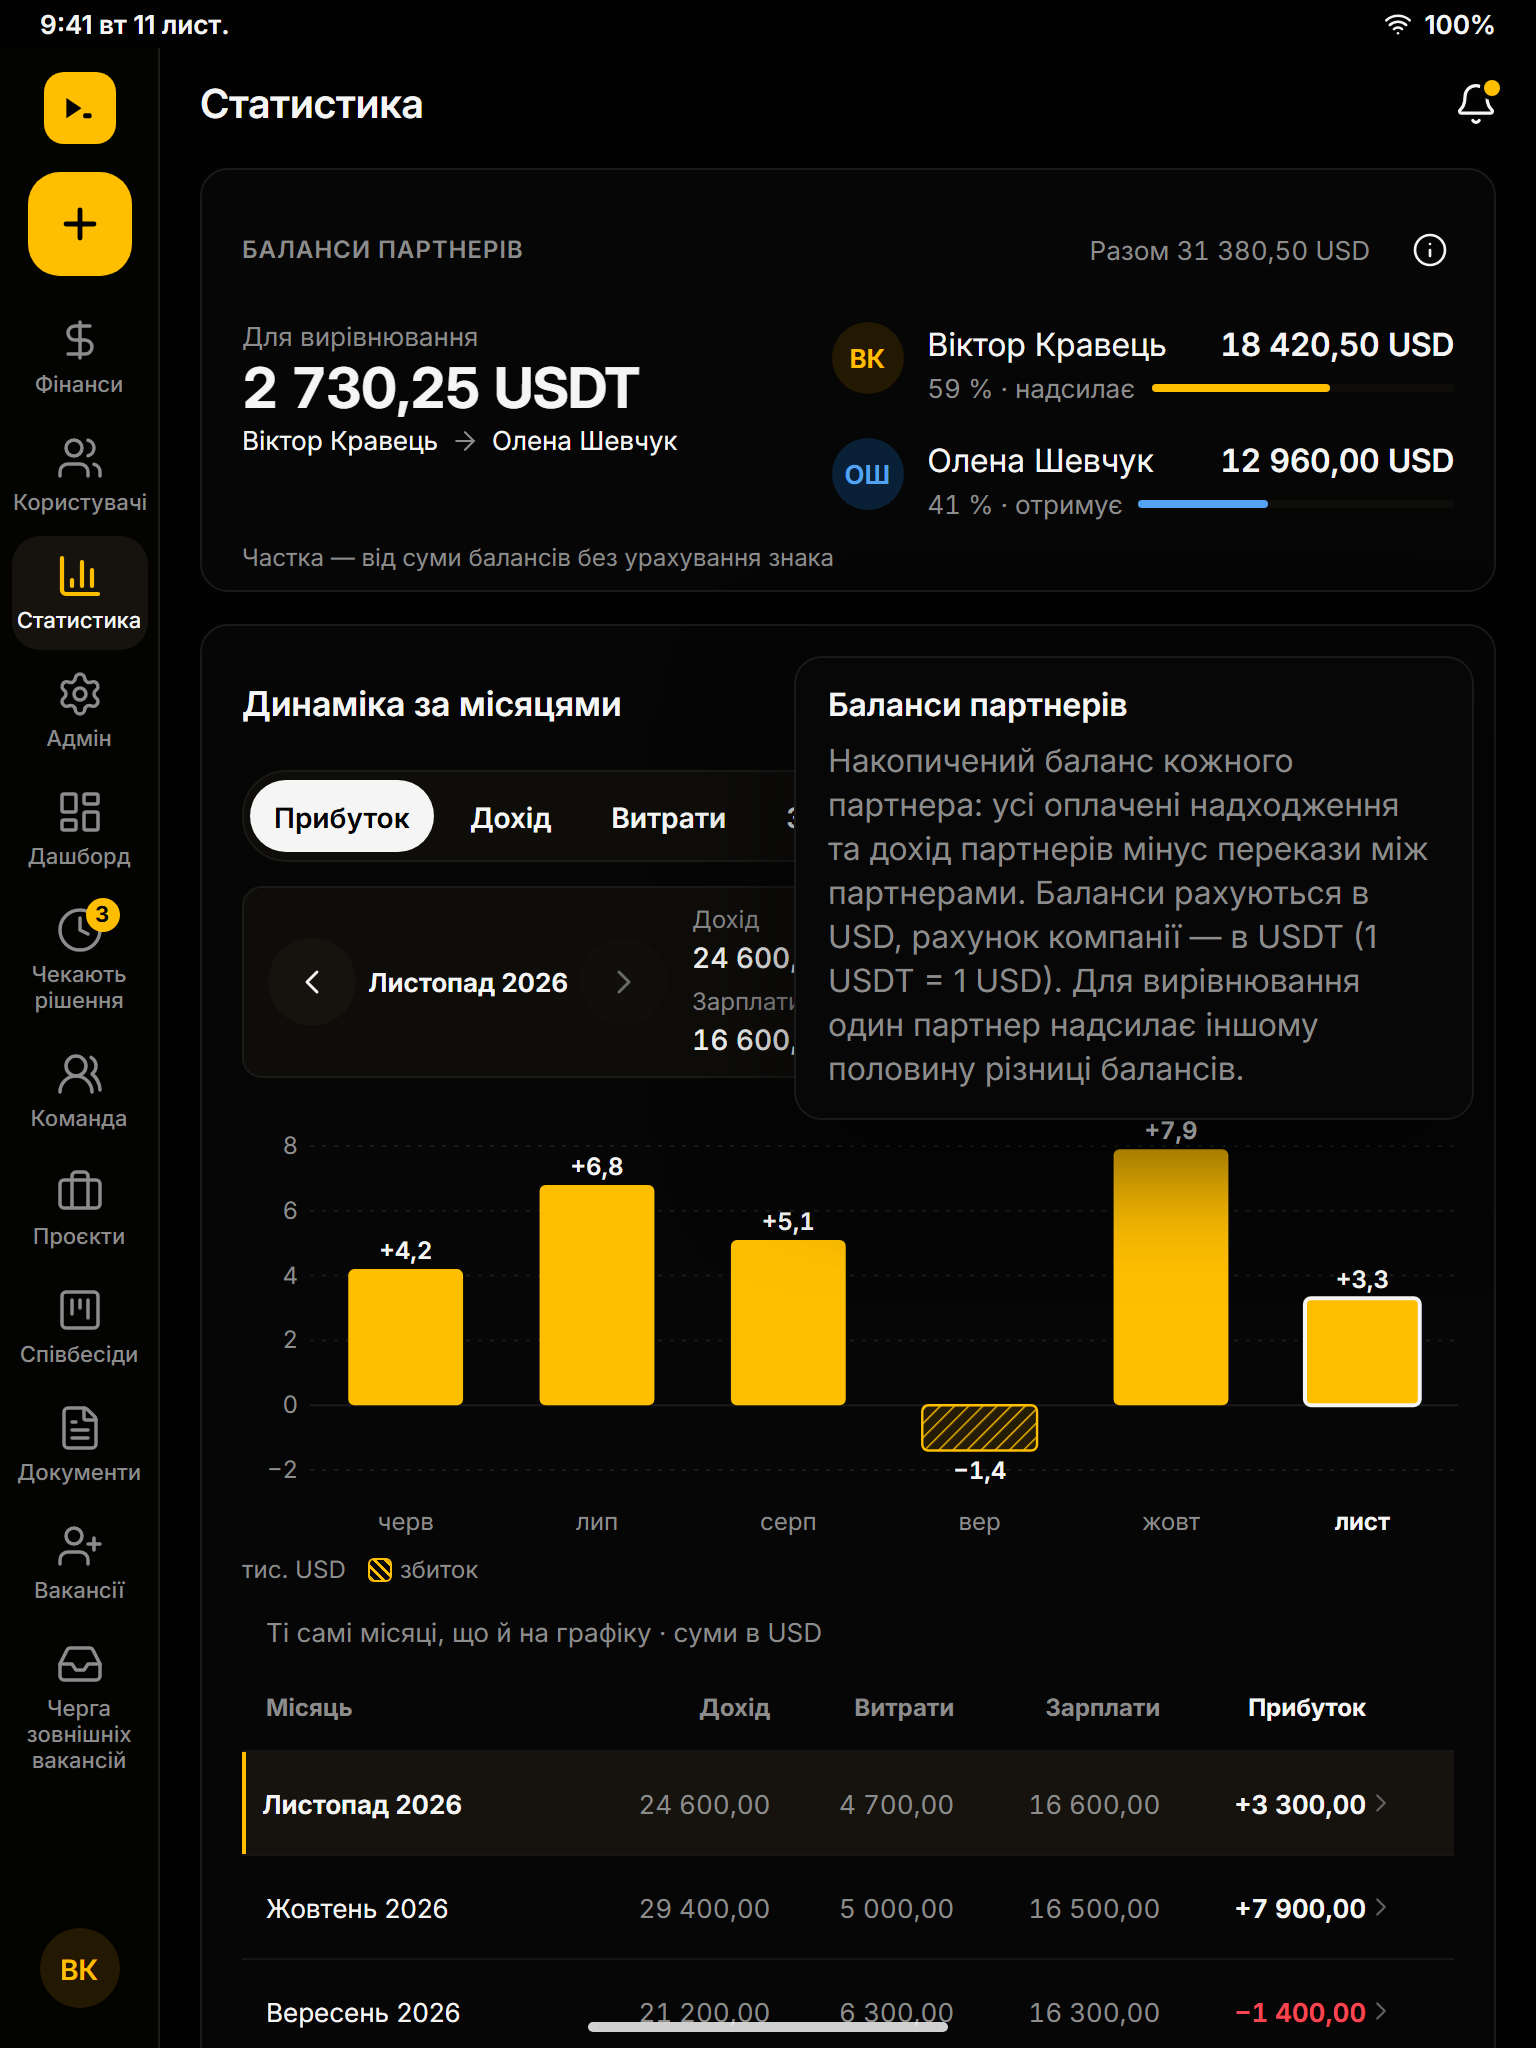 9:41 вт 11 лист.
100%
Статистика
Фінанси
Користувачі
Статистика
Адмін
Дашборд
3
Чекають
рішення
Команда
Проєкти
Співбесіди
Документи
Вакансії
Черга
зовнішніх
вакансій
ВК
БАЛАНСИ ПАРТНЕРІВ
Разом 31 380,50 USD
Для вирівнювання
2 730,25 USDT
Віктор Кравець → Олена Шевчук
ВК
Віктор Кравець 18 420,50 USD
59 % · надсилає
ОШ
Олена Шевчук 12 960,00 USD
41 % · отримує
Частка — від суми балансів без урахування знака
Динаміка за місяцями
Прибуток Дохід Витрати
Листопад 2026
Дохід
24 600,
Зарплати
16 600,
Баланси партнерів
Накопичений баланс кожного
партнера: усі оплачені надходження
та дохід партнерів мінус перекази між
партнерами. Баланси рахуються в
USD, рахунок компанії — в USDT (1
USDT = 1 USD). Для вирівнювання
один партнер надсилає іншому
половину різниці балансів.
8
6
4
2
0
−2
+4,2
+6,8
+5,1
−1,4
+7,9
+3,3
черв лип серп вер жовт лист
тис. USD збиток
Ті самі місяці, що й на графіку · суми в USD
Місяць Дохід Витрати Зарплати Прибуток
Листопад 2026 24 600,00 4 700,00 16 600,00 +3 300,00
Жовтень 2026 29 400,00 5 000,00 16 500,00 +7 900,00
Вересень 2026 21 200,00 6 300,00 16 300,00 −1 400,00